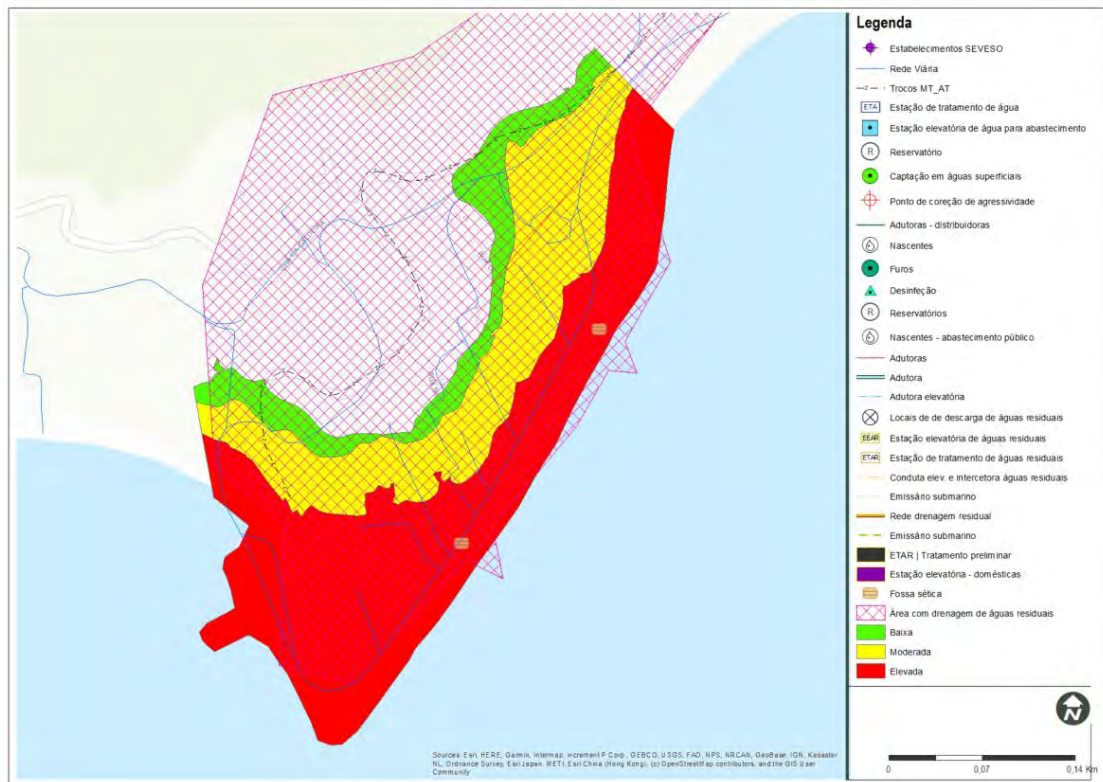 Legenda
Estabelecimentos SEVESO
Rede Viária
Trocos MT_AT
ETA Estação de tratamento de água
Estação elevatória de água para abastecimento
R Reservatório
Captação em águas superficiais
Ponto de coreção de agressividade
Adutoras - distribuidoras
Nascentes
Furos
Desinfeção
R Reservatórios
Nascentes - abastecimento público
Adutoras
Adutora
Adutora elevatória
Locais de de descarga de águas residuais
EEAR Estação elevatória de águas residuais
ETAR Estação de tratamento de águas residuais
Conduta elev. e intercetora águas residuais
Emissário submarino
Rede drenagem residual
Emissário submarino
ETAR | Tratamento preliminar
Estação elevatória - domésticas
Fossa sética
Área com drenagem de águas residuais
Baixa
Moderada
Elevada
N
0 0,07 0,14 Km
Sources: Esri, HERE, Garmin, Intermap, increment P Corp., GEBCO, USGS, FAO, NPS, NRCAN, GeoBase, IGN, Kadaster
NL, Ordnance Survey, Esri Japan, METI, Esri China (Hong Kong), (c) OpenStreetMap contributors, and the GIS User
Community